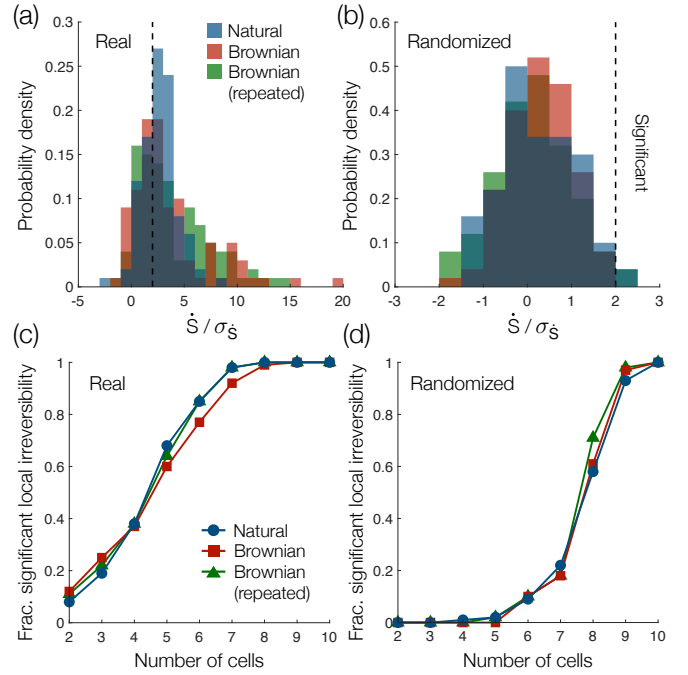 (a)
Real
Natural
Brownian
Brownian
(repeated)
Probability density
0.3
0.25
0.2
0.15
0.1
0.05
0
-5
0
5
10
15
20
Ṡ / σṠ
(b)
Randomized
Significant
Probability density
0.6
0.5
0.4
0.3
0.2
0.1
0
-3
-2
-1
0
1
2
3
Ṡ / σṠ
(c)
Real
Natural
Brownian
Brownian
(repeated)
Frac. significant local irreversibility
1
0.8
0.6
0.4
0.2
0
2
3
4
5
6
7
8
9
10
Number of cells
(d)
Randomized
Frac. significant local irreversibility
1
0.8
0.6
0.4
0.2
0
2
3
4
5
6
7
8
9
10
Number of cells